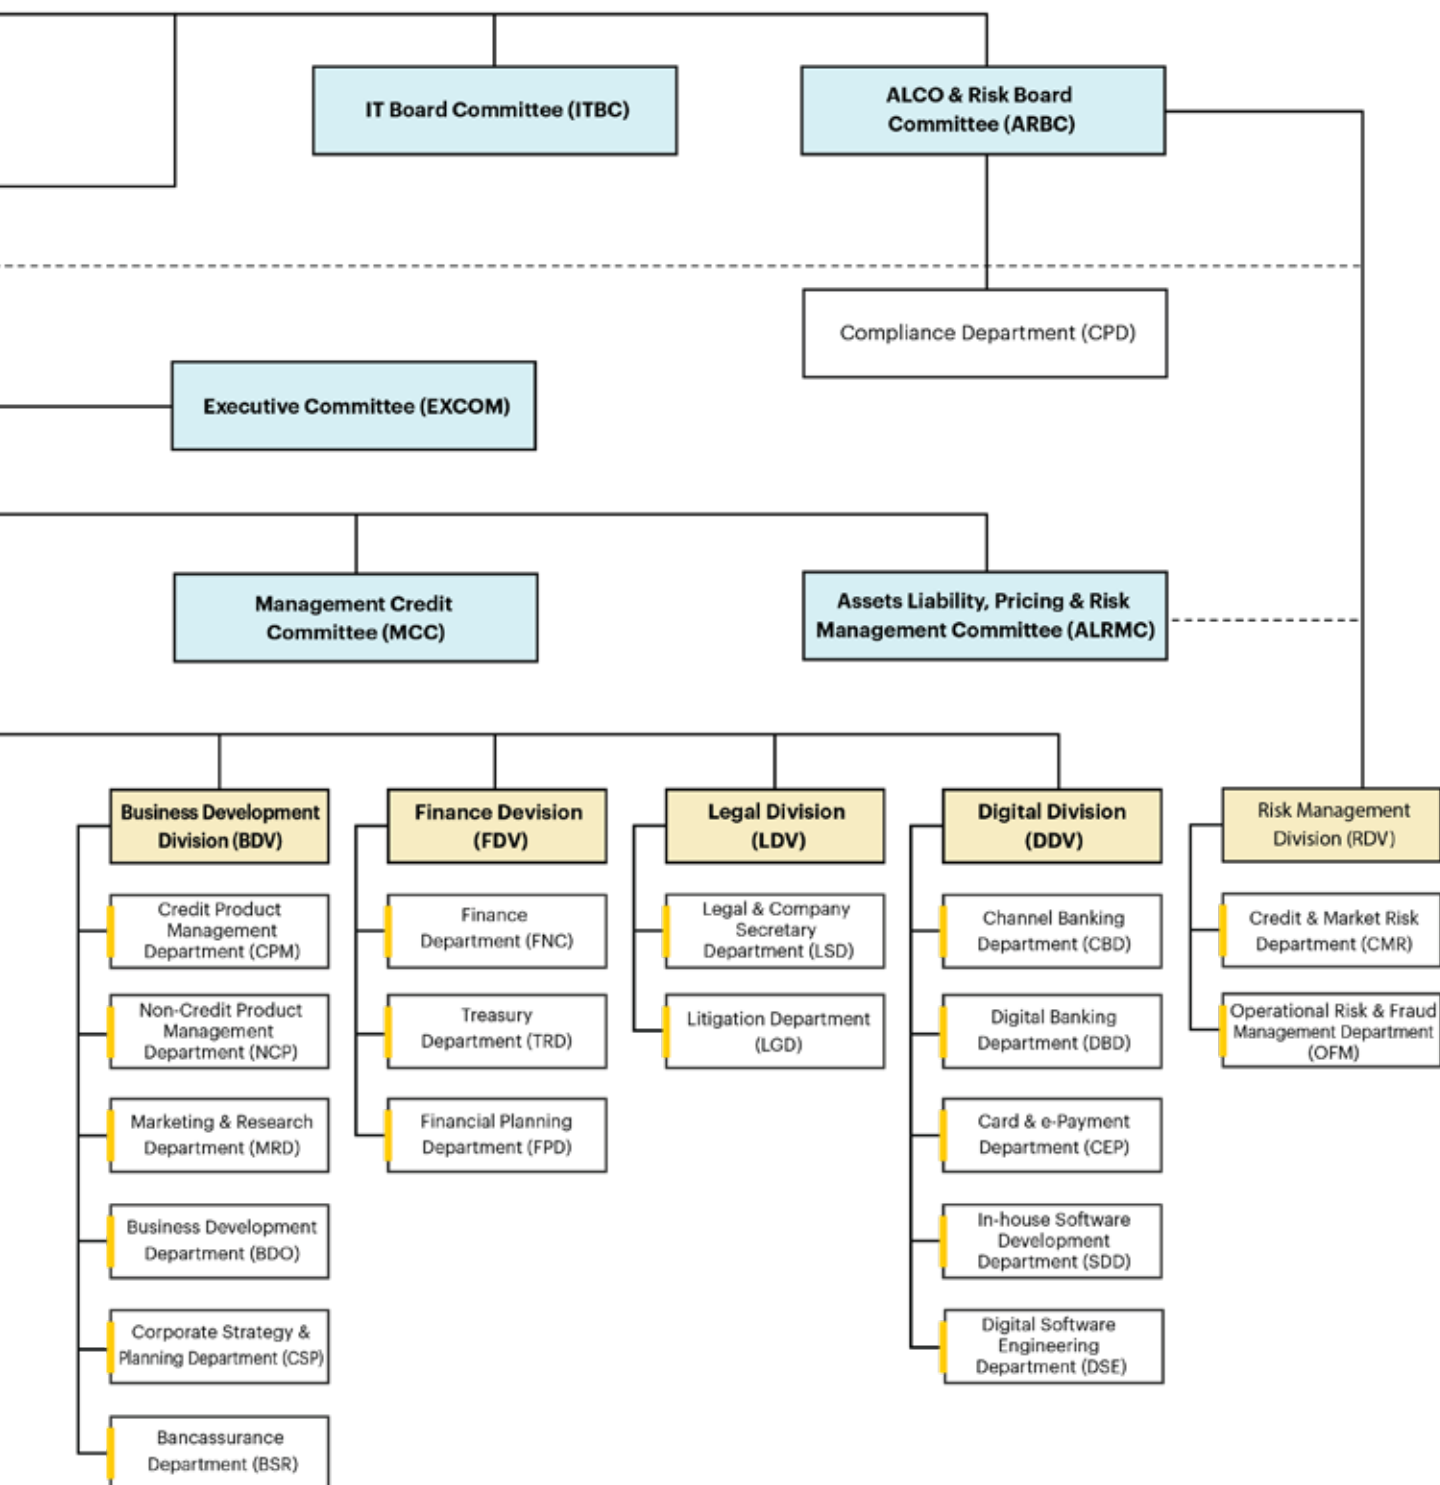 IT Board Committee (ITBC)
ALCO & Risk Board
Committee (ARBC)
Compliance Department (CPD)
Executive Committee (EXCOM)
Management Credit
Committee (MCC)
Assets Liability, Pricing & Risk
Management Committee (ALRMC)
Business Development
Division (BDV)
Credit Product
Management
Department (CPM)
Non-Credit Product
Management
Department (NCP)
Marketing & Research
Department (MRD)
Business Development
Department (BDO)
Corporate Strategy &
Planning Department (CSP)
Bancassurance
Department (BSR)
Finance Devision
(FDV)
Finance
Department (FNC)
Treasury
Department (TRD)
Financial Planning
Department (FPD)
Legal Division
(LDV)
Legal & Company
Secretary
Department (LSD)
Litigation Department
(LGD)
Digital Division
(DDV)
Channel Banking
Department (CBD)
Digital Banking
Department (DBD)
Card & e-Payment
Department (CEP)
In-house Software
Development
Department (SDD)
Digital Software
Engineering
Department (DSE)
Risk Management
Division (RDV)
Credit & Market Risk
Department (CMR)
Operational Risk & Fraud
Management Department
(OFM)